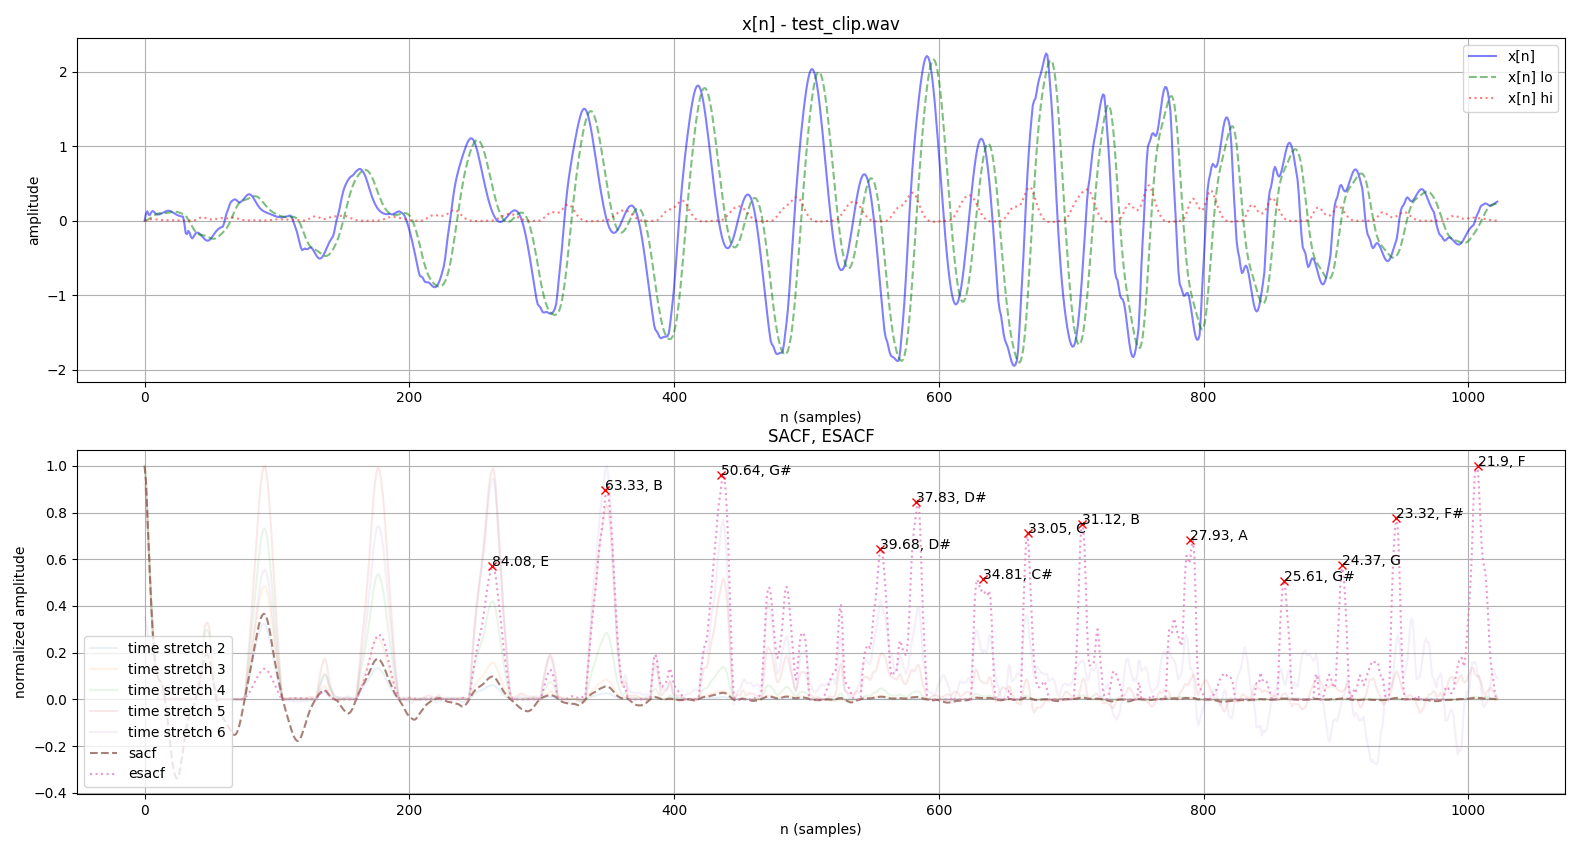 x[n] - test_clip.wav
amplitude
2
1
0
−1
−2
x[n]
x[n] lo
x[n] hi
0 200 400 600 800 1000
n (samples)
SACF, ESACF
normalized amplitude
1.0
0.8
0.6
0.4
0.2
0.0
−0.2
−0.4
84.08, E
63.33, B
50.64, G#
39.68, D#
37.83, D#
34.81, C#
33.05, C
31.12, B
27.93, A
25.61, G#
24.37, G
23.32, F#
21.9, F
time stretch 2
time stretch 3
time stretch 4
time stretch 5
time stretch 6
sacf
esacf
0 200 400 600 800 1000
n (samples)